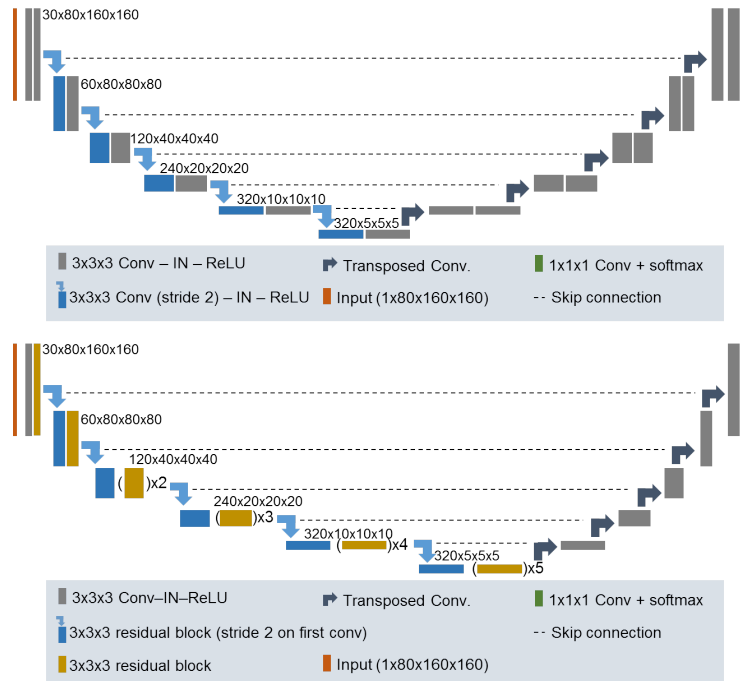 30x80x160x160
60x80x80x80
120x40x40x40
240x20x20x20
320x10x10x10
320x5x5x5
3x3x3 Conv – IN – ReLU
Transposed Conv.
1x1x1 Conv + softmax
3x3x3 Conv (stride 2) – IN – ReLU
Input (1x80x160x160)
-- Skip connection
30x80x160x160
60x80x80x80
120x40x40x40
( )x2
240x20x20x20
( )x3
320x10x10x10
( )x4
320x5x5x5
( )x5
3x3x3 Conv–IN–ReLU
Transposed Conv.
1x1x1 Conv + softmax
3x3x3 residual block (stride 2 on first conv)
-- Skip connection
3x3x3 residual block
Input (1x80x160x160)